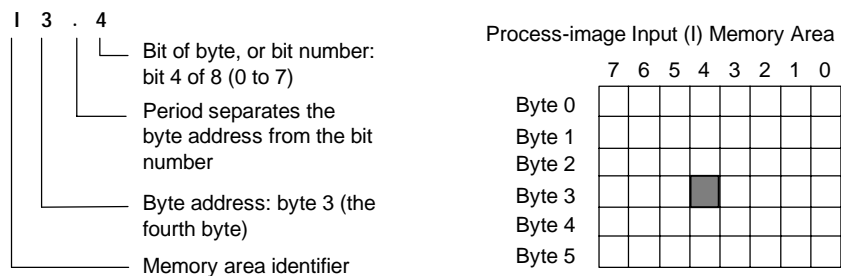 I 3 . 4
Bit of byte, or bit number:
bit 4 of 8 (0 to 7)
Period separates the
byte address from the bit
number
Byte address: byte 3 (the
fourth byte)
Memory area identifier
Process-image Input (I) Memory Area
7 6 5 4 3 2 1 0
Byte 0
Byte 1
Byte 2
Byte 3
Byte 4
Byte 5